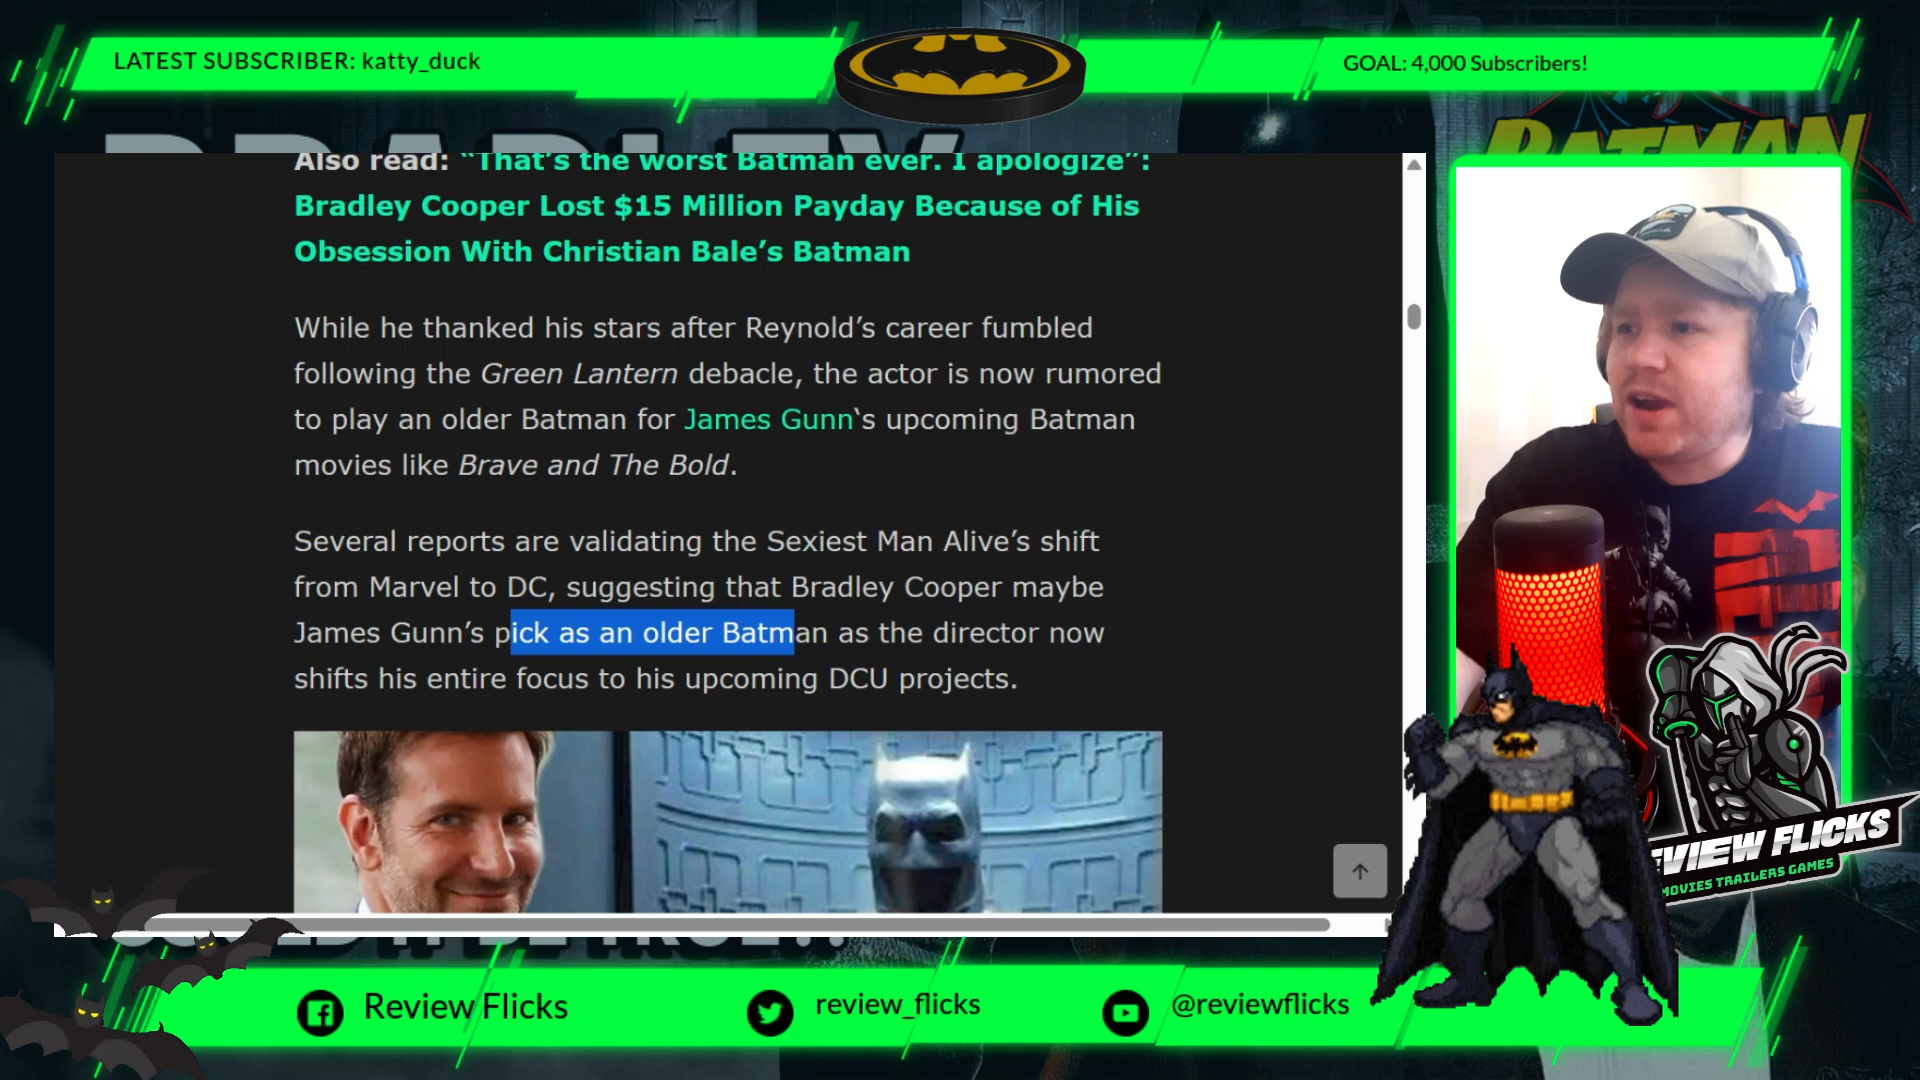 LATEST SUBSCRIBER: katty_duck
GOAL: 4,000 Subscribers!
BRADLEY
BATMAN
Also read: “That’s the worst Batman ever. I apologize”:
Bradley Cooper Lost $15 Million Payday Because of His
Obsession With Christian Bale’s Batman
While he thanked his stars after Reynold’s career fumbled
following the Green Lantern debacle, the actor is now rumored
to play an older Batman for James Gunn‘s upcoming Batman
movies like Brave and The Bold.
Several reports are validating the Sexiest Man Alive’s shift
from Marvel to DC, suggesting that Bradley Cooper maybe
James Gunn’s pick as an older Batman as the director now
shifts his entire focus to his upcoming DCU projects.
EVIEW FLICKS
MOVIES TRAILERS GAMES
Review Flicks
review_flicks
@reviewflicks